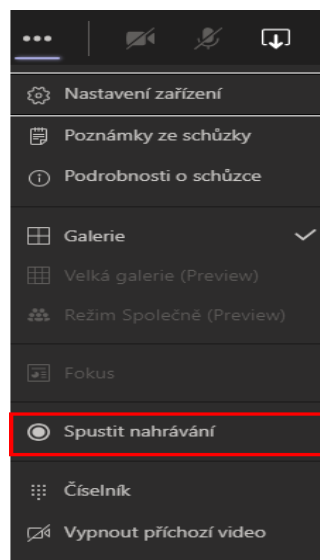 Nastavení zařízení
Poznámky ze schůzky
Podrobnosti o schůzce
Galerie
Velká galerie (Preview)
Režim Společně (Preview)
Fokus
Spustit nahrávání
Číselník
Vypnout příchozí video